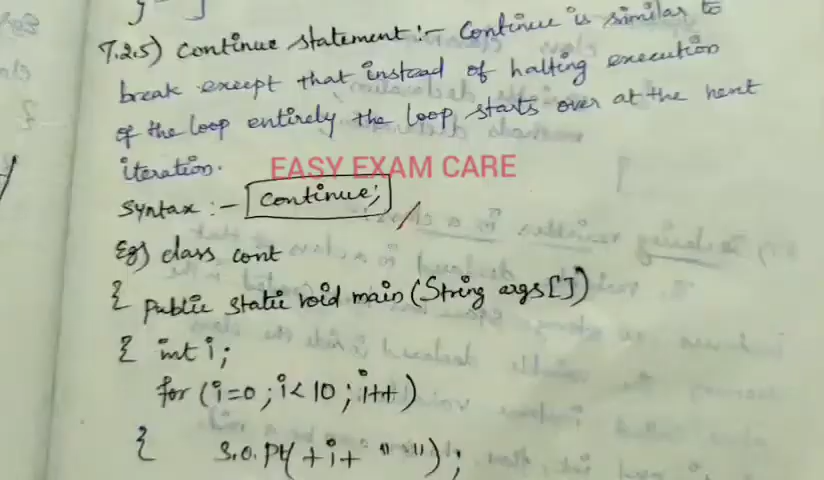 7.2.5) Continue statement :- Continue is similar to
break except that instead of halting execution
of the loop entirely the loop starts over at the next
iteration.
EASY EXAM CARE
Syntax :- Continue;
Eg) class cont
{ public static void main (String args [ ])
{ int i;
for (i=0 ; i<10 ; i++)
{ S.O.Pl ( +i+ " ") ;